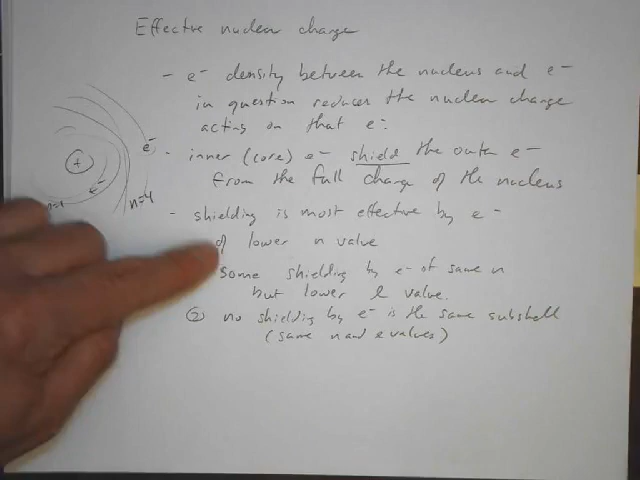 Effective nuclear charge
- e⁻ density between the nucleus and e⁻
in question reduces the nuclear charge
acting on that e⁻.
- inner (core) e⁻ shield the outer e⁻
from the full charge of the nucleus
- shielding is most effective by e⁻
of lower n value
some shielding by e⁻ of same n
but lower l value.
② no shielding by e⁻ is the same subshell
(same n and l values)
+
e⁻
e⁻
n=4